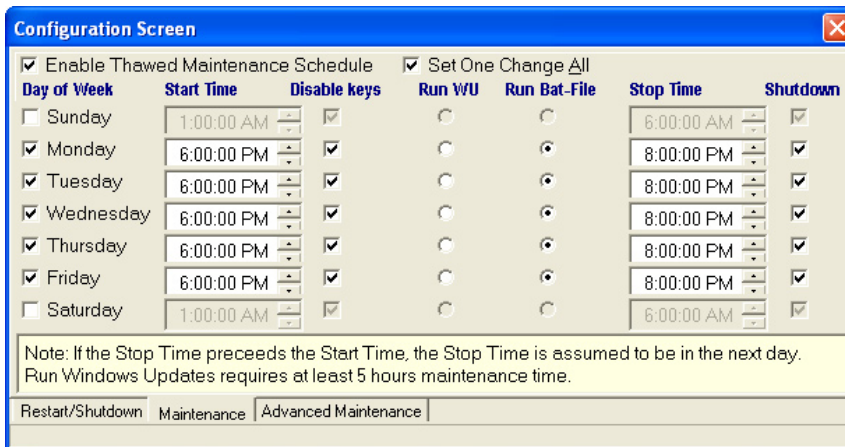 Configuration Screen
Enable Thawed Maintenance Schedule Set One Change All
Day of Week Start Time Disable keys Run WU Run Bat-File Stop Time Shutdown
Sunday 1:00:00 AM 6:00:00 AM
Monday 6:00:00 PM 8:00:00 PM
Tuesday 6:00:00 PM 8:00:00 PM
Wednesday 6:00:00 PM 8:00:00 PM
Thursday 6:00:00 PM 8:00:00 PM
Friday 6:00:00 PM 8:00:00 PM
Saturday 1:00:00 AM 6:00:00 AM
Note: If the Stop Time preceeds the Start Time, the Stop Time is assumed to be in the next day.
Run Windows Updates requires at least 5 hours maintenance time.
Restart/Shutdown Maintenance Advanced Maintenance